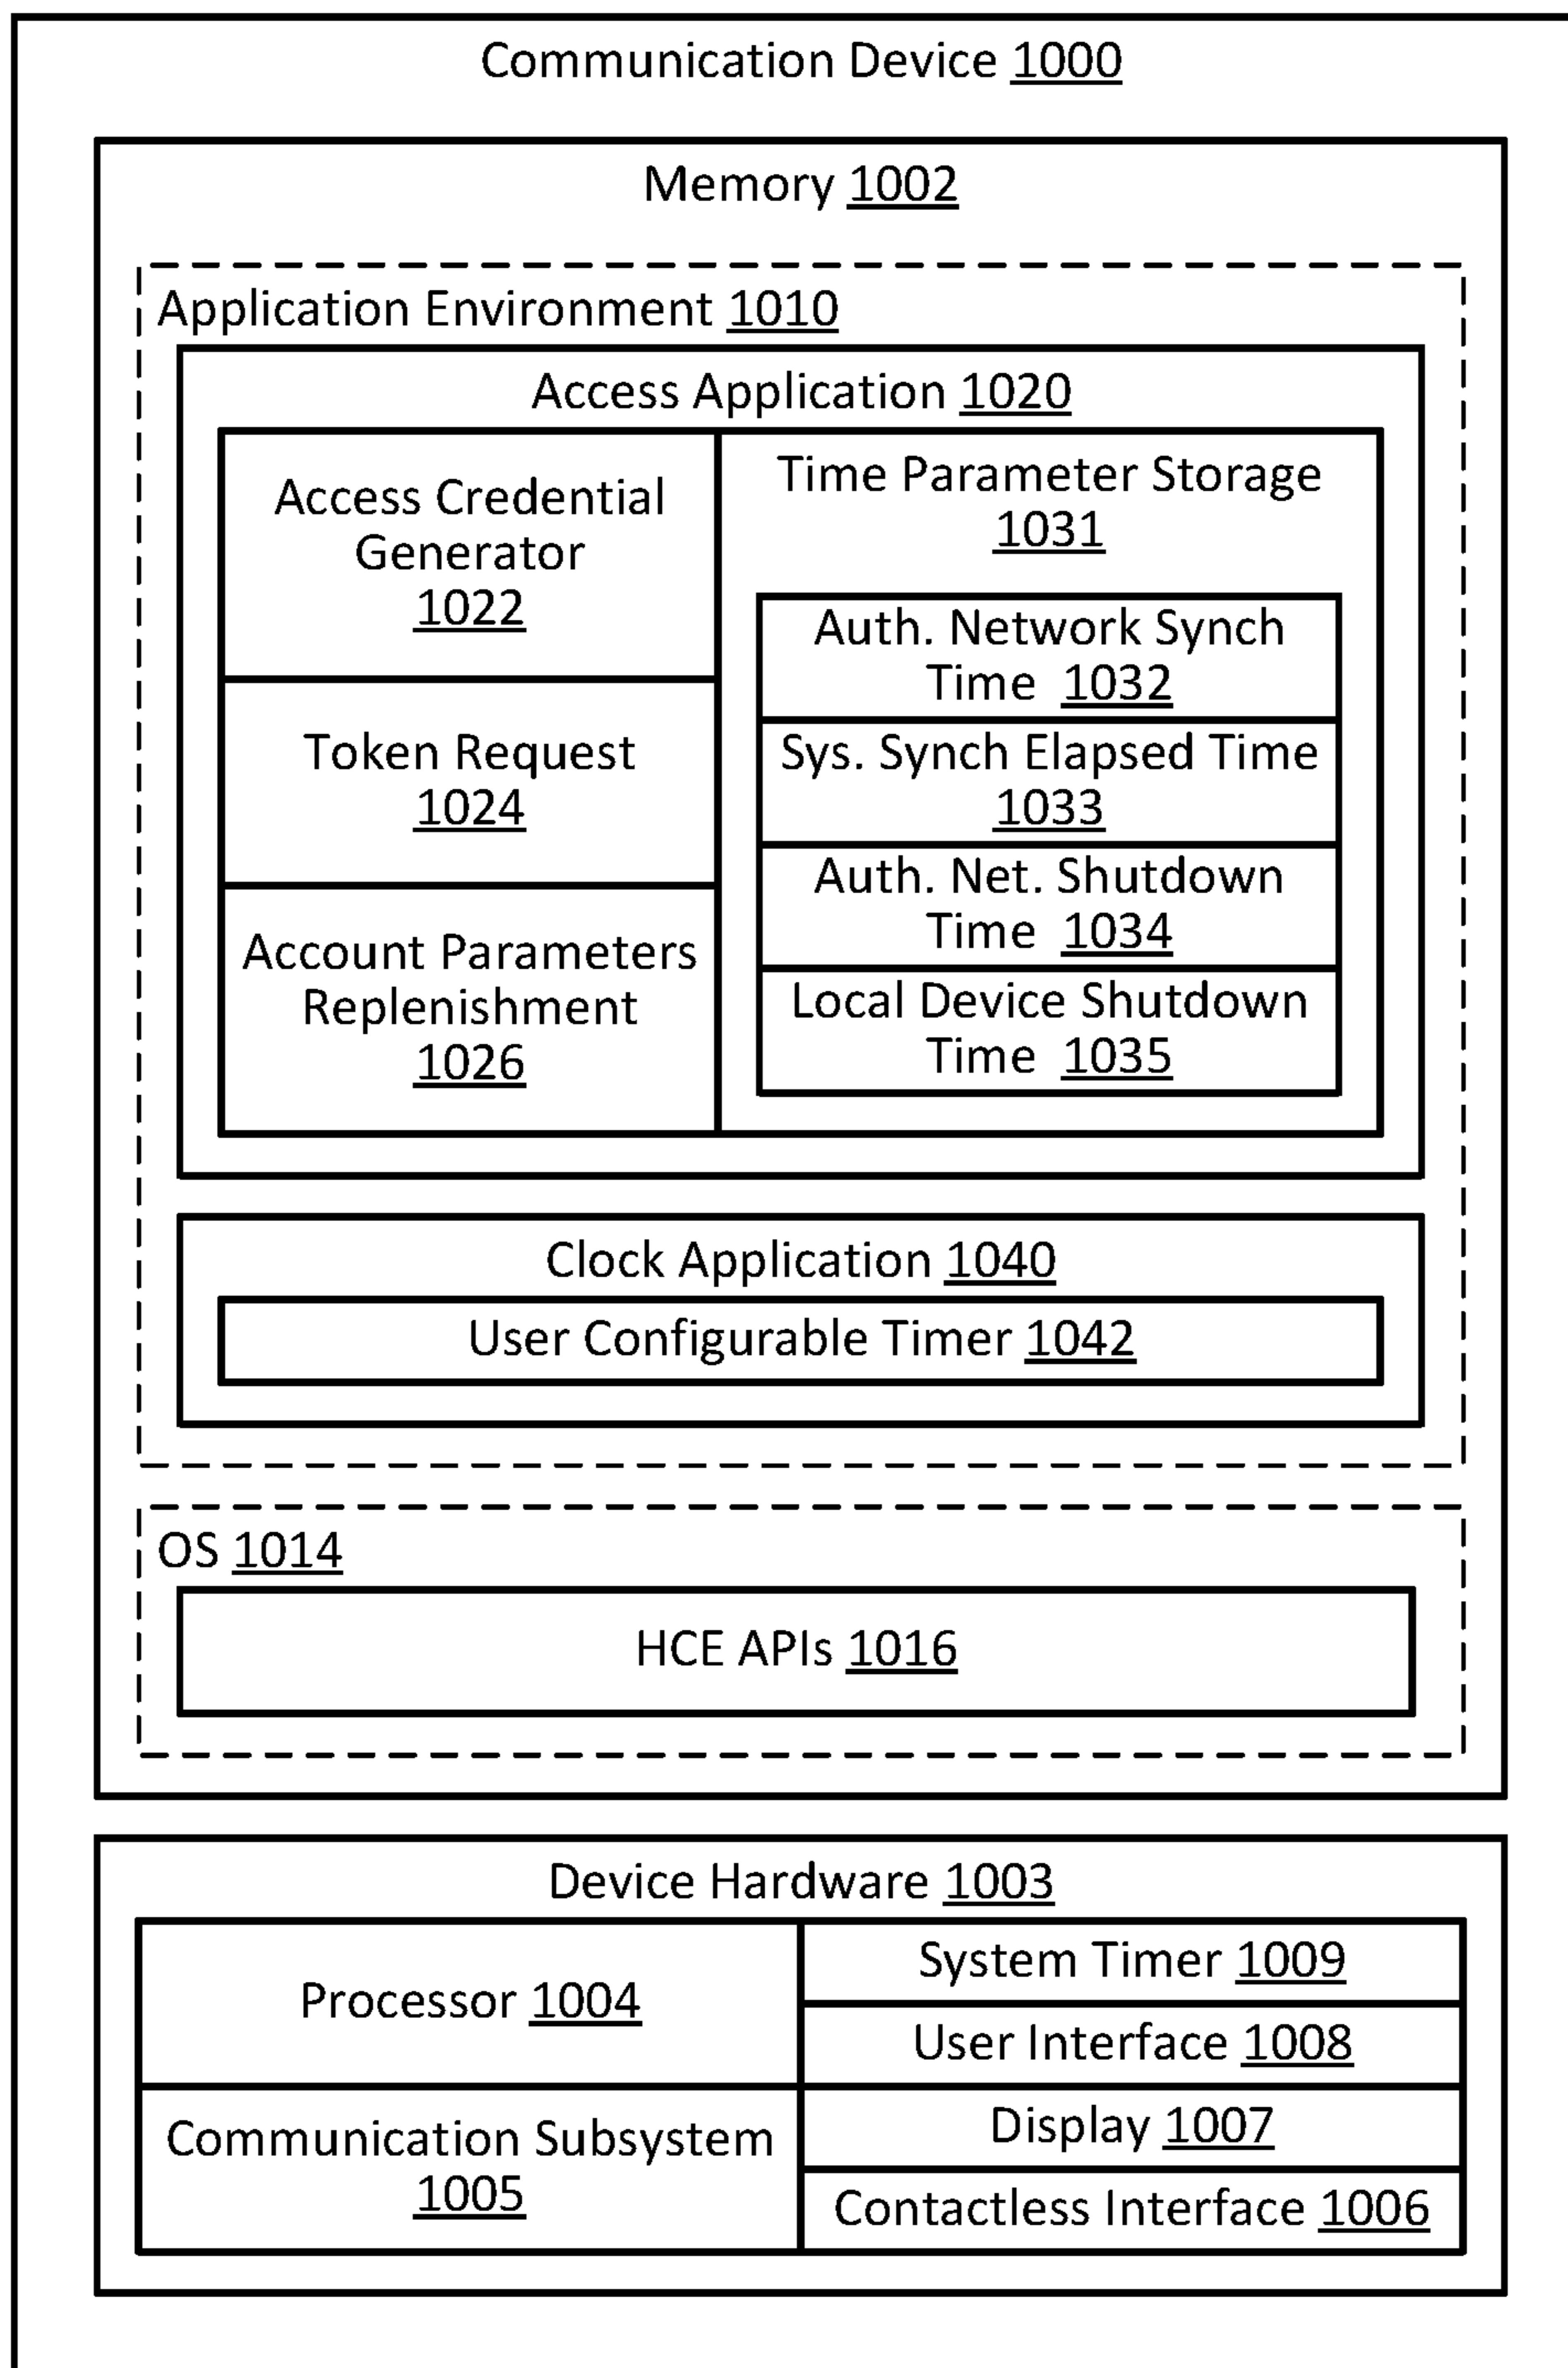 Communication Device 1000
Memory 1002
Application Environment 1010
Access Application 1020
Access Credential
Generator
1022
Token Request
1024
Account Parameters
Replenishment
1026
Time Parameter Storage
1031
Auth. Network Synch
Time 1032
Sys. Synch Elapsed Time
1033
Auth. Net. Shutdown
Time 1034
Local Device Shutdown
Time 1035
Clock Application 1040
User Configurable Timer 1042
OS 1014
HCE APIs 1016
Device Hardware 1003
Processor 1004
Communication Subsystem
1005
System Timer 1009
User Interface 1008
Display 1007
Contactless Interface 1006